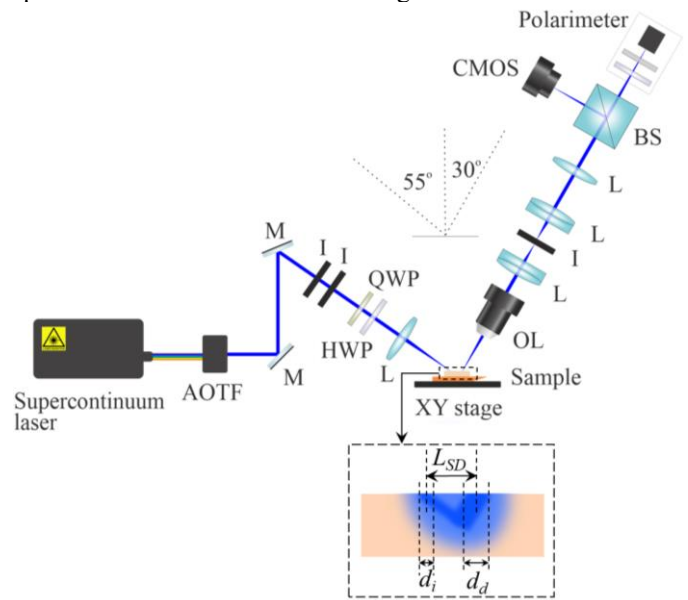 Polarimeter
CMOS
BS
55° 30°
L
M
I I
L
I
QWP
L
HWP
OL
L
M
AOTF
Sample
Supercontinuum
laser
XY stage
L_SD
d_i d_d